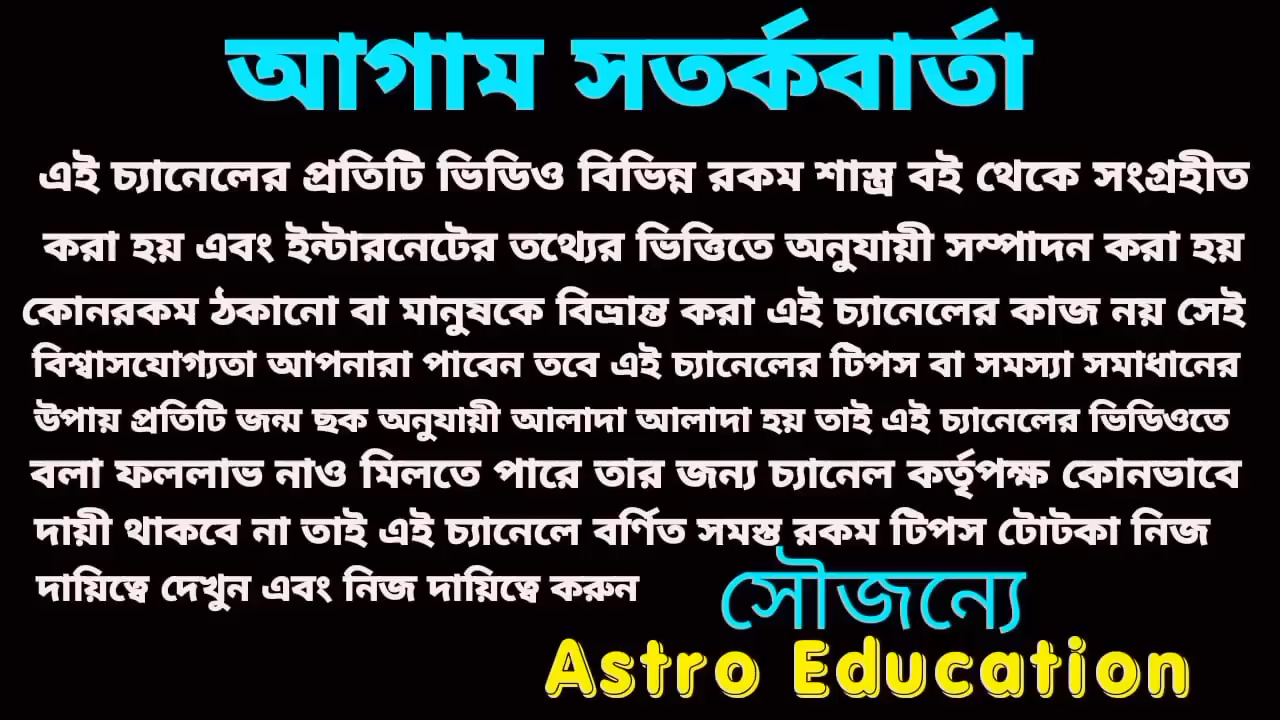 আগাম সতর্কবার্তা
এই চ্যানেলের প্রতিটি ভিডিও বিভিন্ন রকম শাস্ত্র বই থেকে সংগ্রহীত
করা হয় এবং ইন্টারনেটের তথ্যের ভিত্তিতে অনুযায়ী সম্পাদন করা হয়
কোনরকম ঠকানো বা মানুষকে বিভ্রান্ত করা এই চ্যানেলের কাজ নয় সেই
বিশ্বাসযোগ্যতা আপনারা পাবেন তবে এই চ্যানেলের টিপস বা সমস্যা সমাধানের
উপায় প্রতিটি জন্ম ছক অনুযায়ী আলাদা আলাদা হয় তাই এই চ্যানেলের ভিডিওতে
বলা ফললাভ নাও মিলতে পারে তার জন্য চ্যানেল কর্তৃপক্ষ কোনভাবে
দায়ী থাকবে না তাই এই চ্যানেলে বর্ণিত সমস্ত রকম টিপস টোটকা নিজ
দায়িত্বে দেখুন এবং নিজ দায়িত্বে করুন
সৌজন্যে
Astro Education